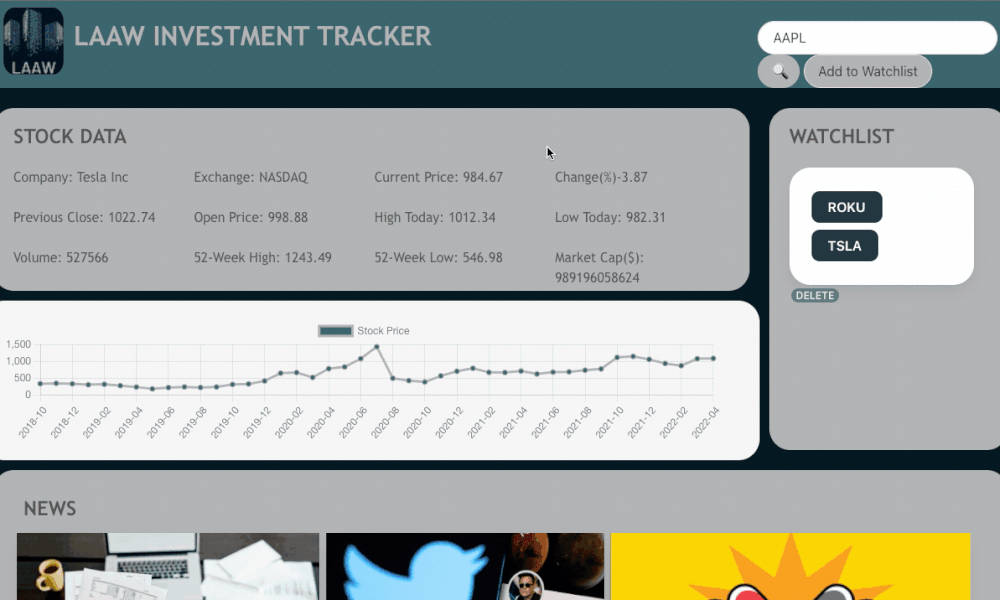 LAAW
LAAW INVESTMENT TRACKER
AAPL
Add to Watchlist
STOCK DATA
Company: Tesla Inc
Exchange: NASDAQ
Current Price: 984.67
Change(%)-3.87
Previous Close: 1022.74
Open Price: 998.88
High Today: 1012.34
Low Today: 982.31
Volume: 527566
52-Week High: 1243.49
52-Week Low: 546.98
Market Cap($):
989196058624
WATCHLIST
ROKU
TSLA
DELETE
Stock Price
1,500
1,000
500
0
2018-10
2018-12
2019-02
2019-04
2019-06
2019-08
2019-10
2019-12
2020-02
2020-04
2020-06
2020-08
2020-10
2020-12
2021-02
2021-04
2021-06
2021-08
2021-10
2021-12
2022-02
2022-04
NEWS